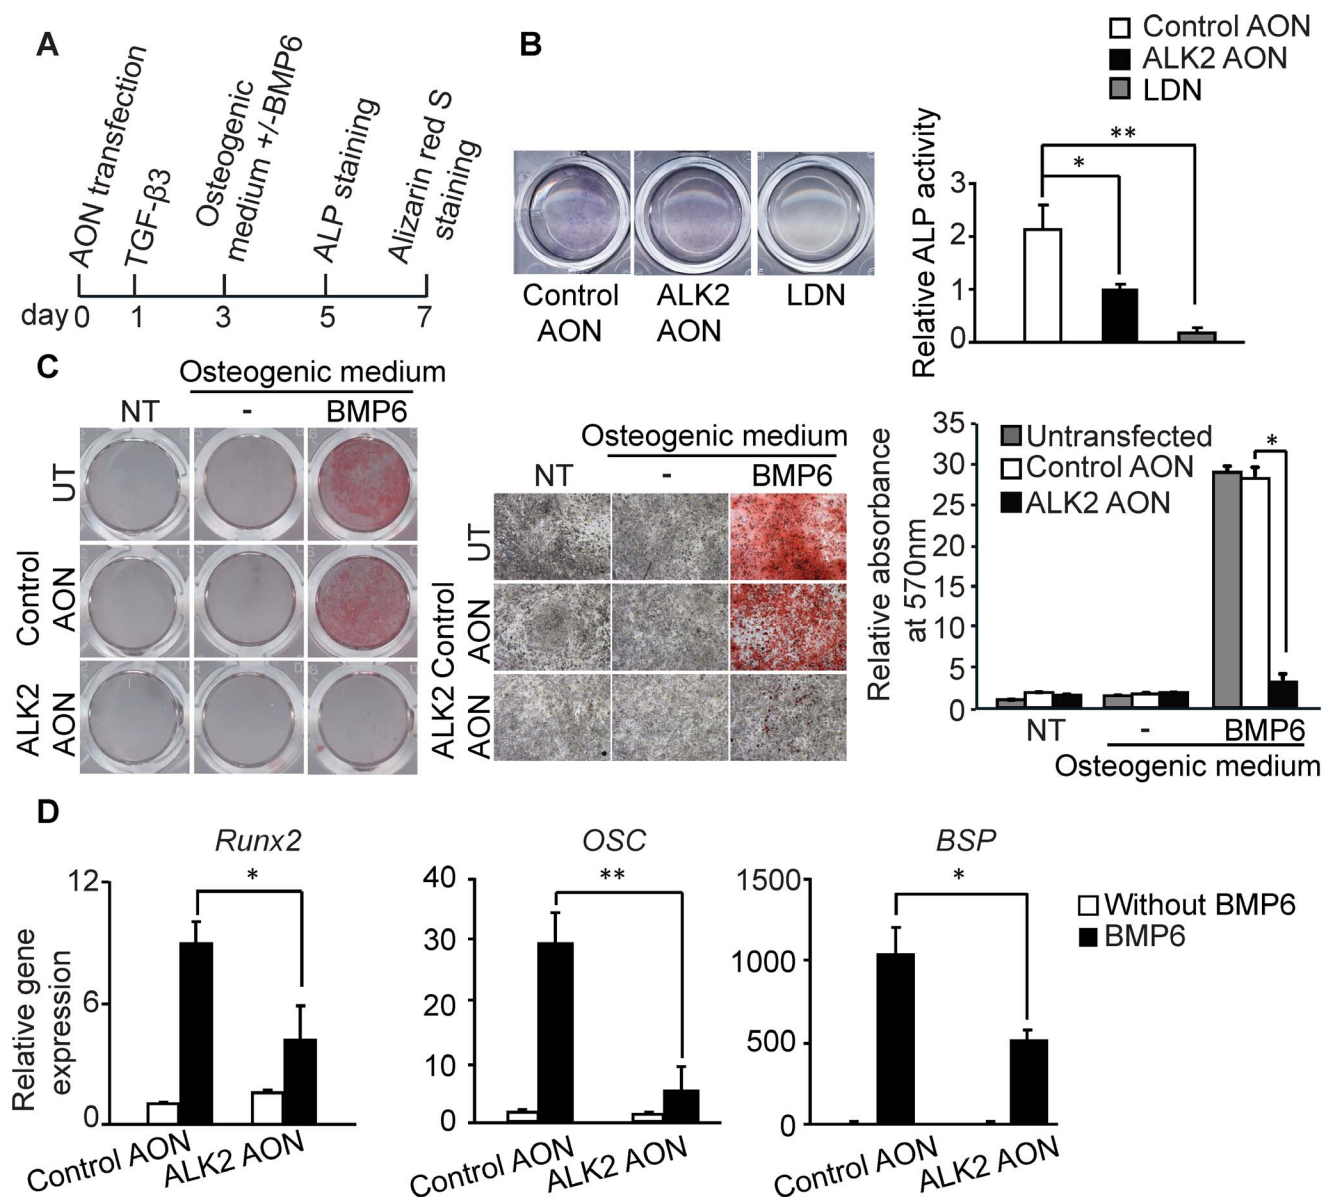 A
AON transfection
TGF-β3
Osteogenic
medium +/-BMP6
ALP staining
Alizarin red S
staining
day 0 1 3 5 7
B
Control
AON
ALK2
AON
LDN
Control AON
ALK2 AON
LDN
Relative ALP activity
3
2
1
0
*
**
C
Osteogenic medium
NT - BMP6
UT
Control
AON
ALK2
AON
Osteogenic medium
NT - BMP6
UT
Control
AON
ALK2
AON
Relative absorbance
at 570nm
35
30
25
20
15
10
5
0
Untransfected
Control AON
ALK2 AON
*
NT - BMP6
Osteogenic medium
D
Runx2
Relative gene
expression
12
6
0
*
Control AON
ALK2 AON
OSC
40
30
20
10
0
**
Control AON
ALK2 AON
BSP
1500
1000
500
0
*
Control AON
ALK2 AON
Without BMP6
BMP6